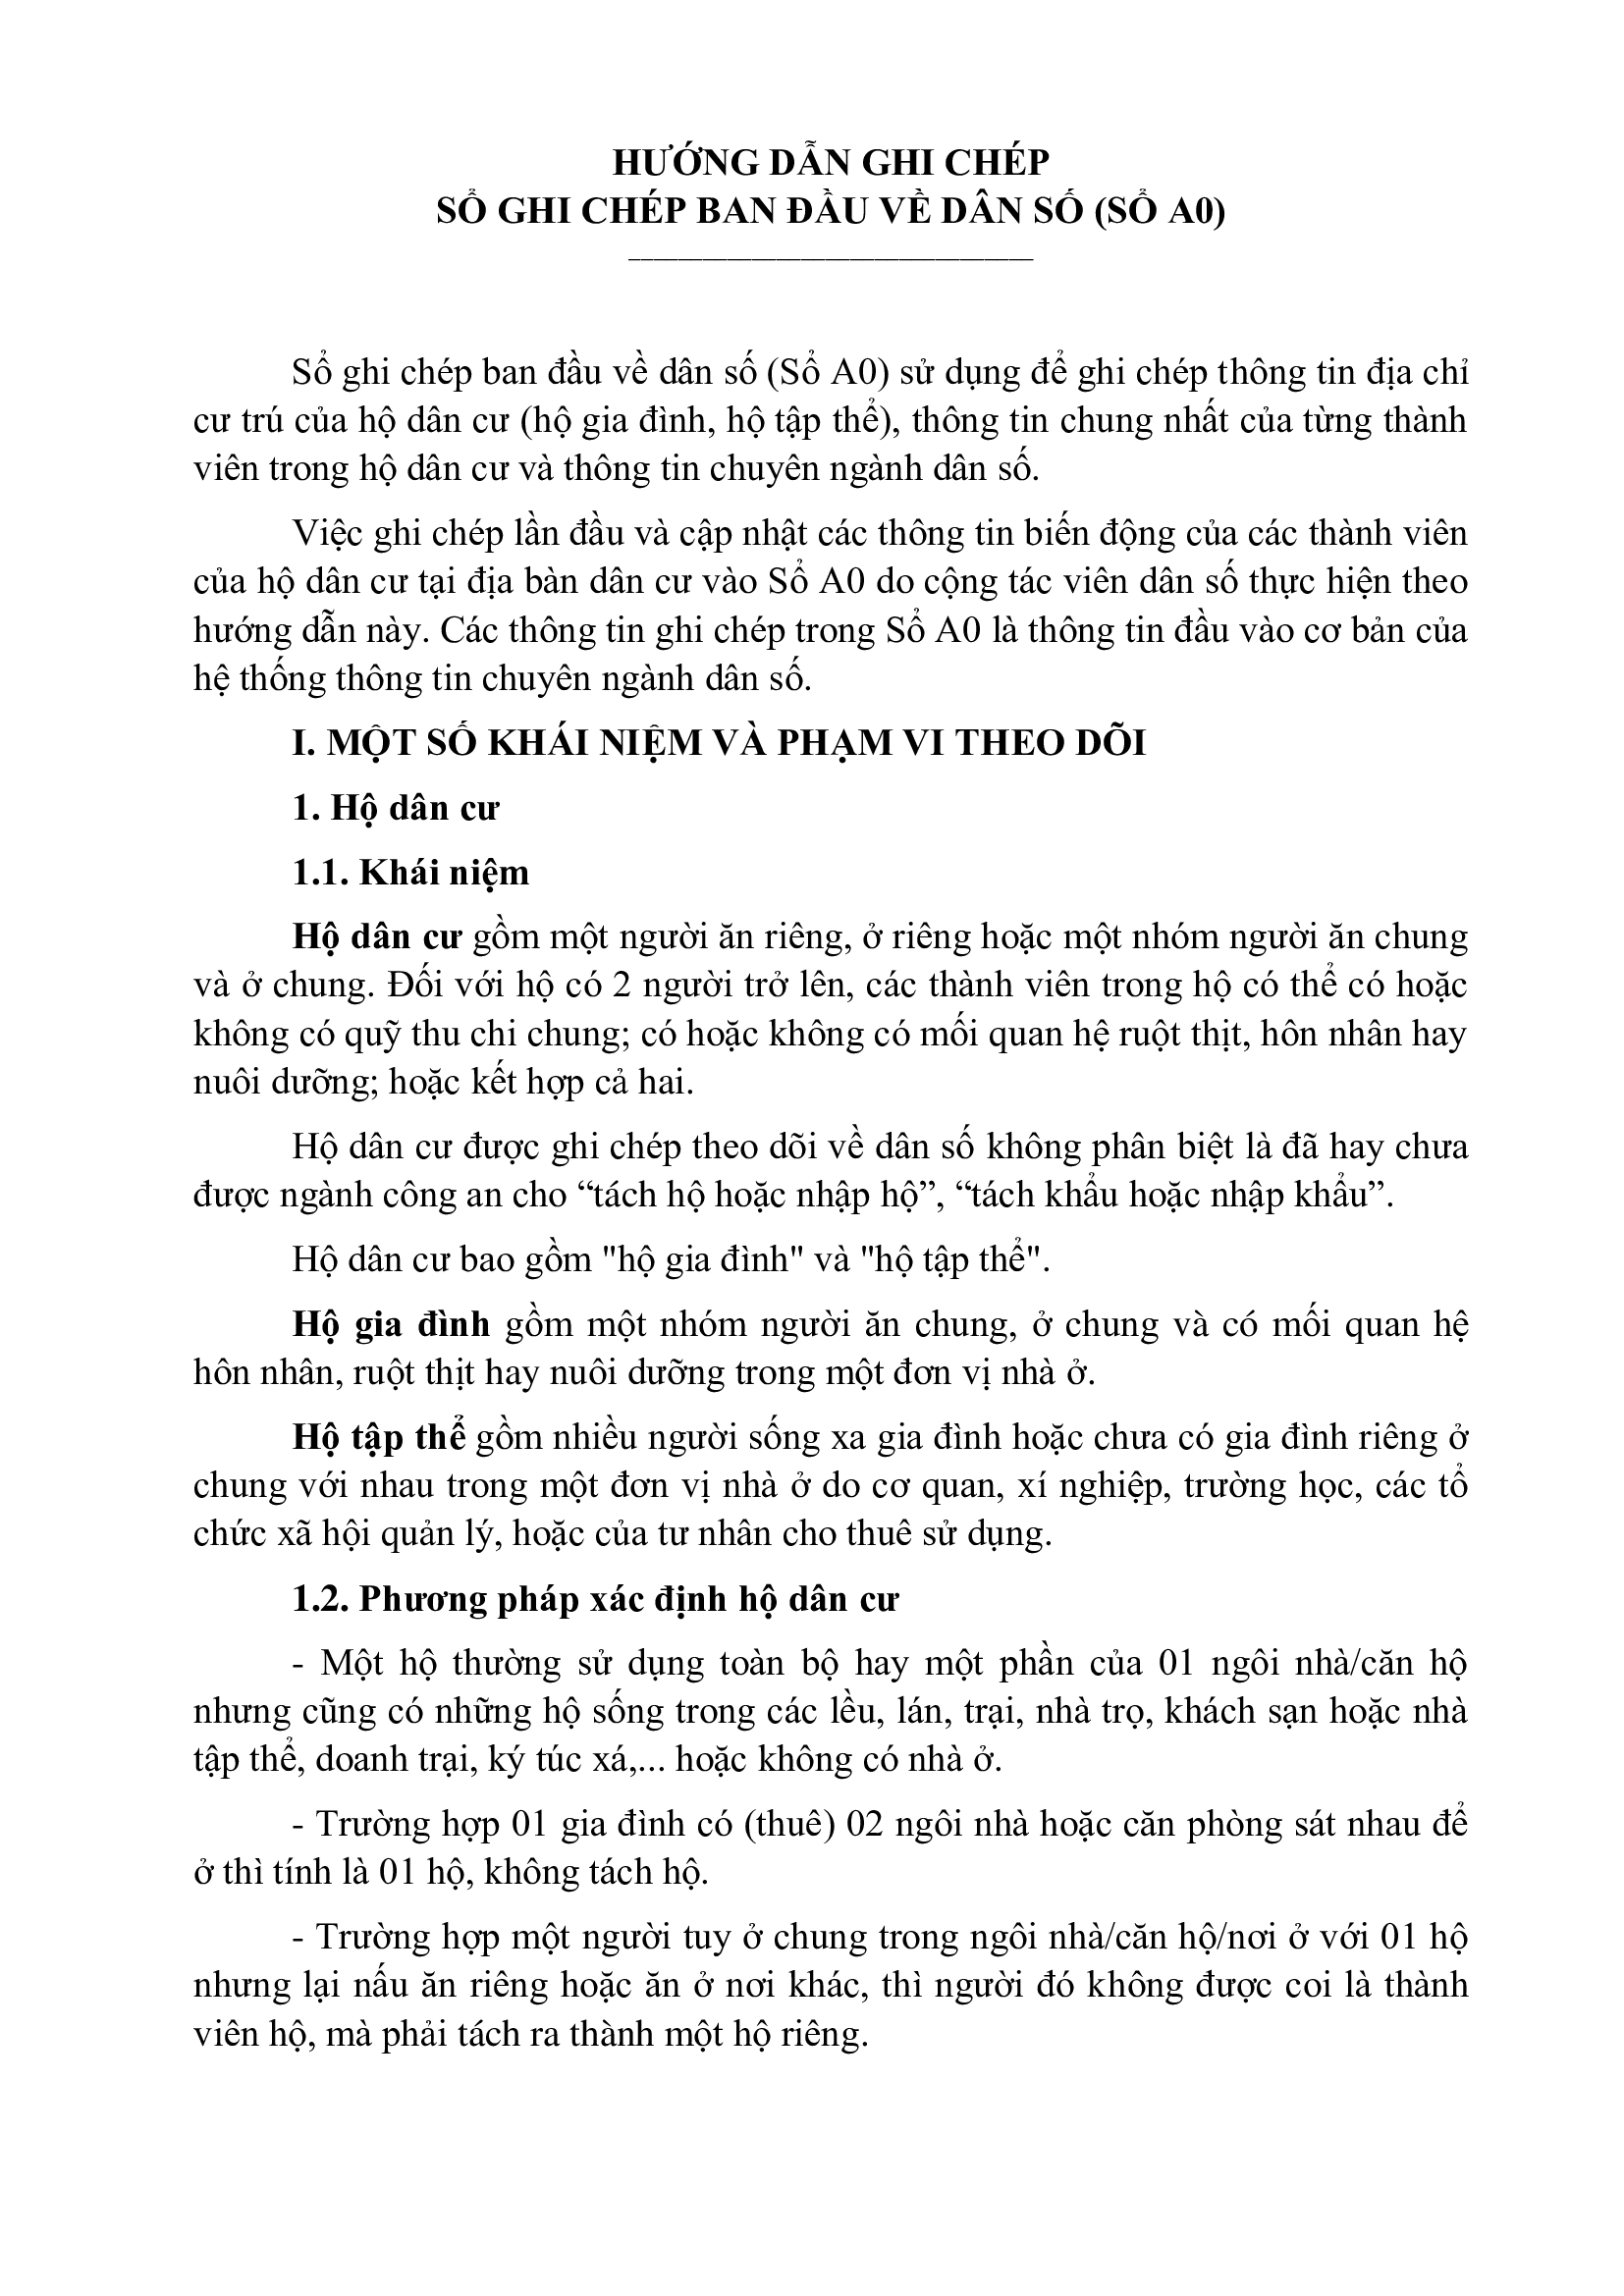 HƯỚNG DẪN GHI CHÉP
SỔ GHI CHÉP BAN ĐẦU VỀ DÂN SỐ (SỔ A0)
Sổ ghi chép ban đầu về dân số (Sổ A0) sử dụng để ghi chép thông tin địa chỉ
cư trú của hộ dân cư (hộ gia đình, hộ tập thể), thông tin chung nhất của từng thành
viên trong hộ dân cư và thông tin chuyên ngành dân số.
Việc ghi chép lần đầu và cập nhật các thông tin biến động của các thành viên
của hộ dân cư tại địa bàn dân cư vào Sổ A0 do cộng tác viên dân số thực hiện theo
hướng dẫn này. Các thông tin ghi chép trong Sổ A0 là thông tin đầu vào cơ bản của
hệ thống thông tin chuyên ngành dân số.
I. MỘT SỐ KHÁI NIỆM VÀ PHẠM VI THEO DÕI
1. Hộ dân cư
1.1. Khái niệm
Hộ dân cư gồm một người ăn riêng, ở riêng hoặc một nhóm người ăn chung
và ở chung. Đối với hộ có 2 người trở lên, các thành viên trong hộ có thể có hoặc
không có quỹ thu chi chung; có hoặc không có mối quan hệ ruột thịt, hôn nhân hay
nuôi dưỡng; hoặc kết hợp cả hai.
Hộ dân cư được ghi chép theo dõi về dân số không phân biệt là đã hay chưa
được ngành công an cho “tách hộ hoặc nhập hộ”, “tách khẩu hoặc nhập khẩu”.
Hộ dân cư bao gồm "hộ gia đình" và "hộ tập thể".
Hộ gia đình gồm một nhóm người ăn chung, ở chung và có mối quan hệ
hôn nhân, ruột thịt hay nuôi dưỡng trong một đơn vị nhà ở.
Hộ tập thể gồm nhiều người sống xa gia đình hoặc chưa có gia đình riêng ở
chung với nhau trong một đơn vị nhà ở do cơ quan, xí nghiệp, trường học, các tổ
chức xã hội quản lý, hoặc của tư nhân cho thuê sử dụng.
1.2. Phương pháp xác định hộ dân cư
- Một hộ thường sử dụng toàn bộ hay một phần của 01 ngôi nhà/căn hộ
nhưng cũng có những hộ sống trong các lều, lán, trại, nhà trọ, khách sạn hoặc nhà
tập thể, doanh trại, ký túc xá,... hoặc không có nhà ở.
- Trường hợp 01 gia đình có (thuê) 02 ngôi nhà hoặc căn phòng sát nhau để
ở thì tính là 01 hộ, không tách hộ.
- Trường hợp một người tuy ở chung trong ngôi nhà/căn hộ/nơi ở với 01 hộ
nhưng lại nấu ăn riêng hoặc ăn ở nơi khác, thì người đó không được coi là thành
viên hộ, mà phải tách ra thành một hộ riêng.